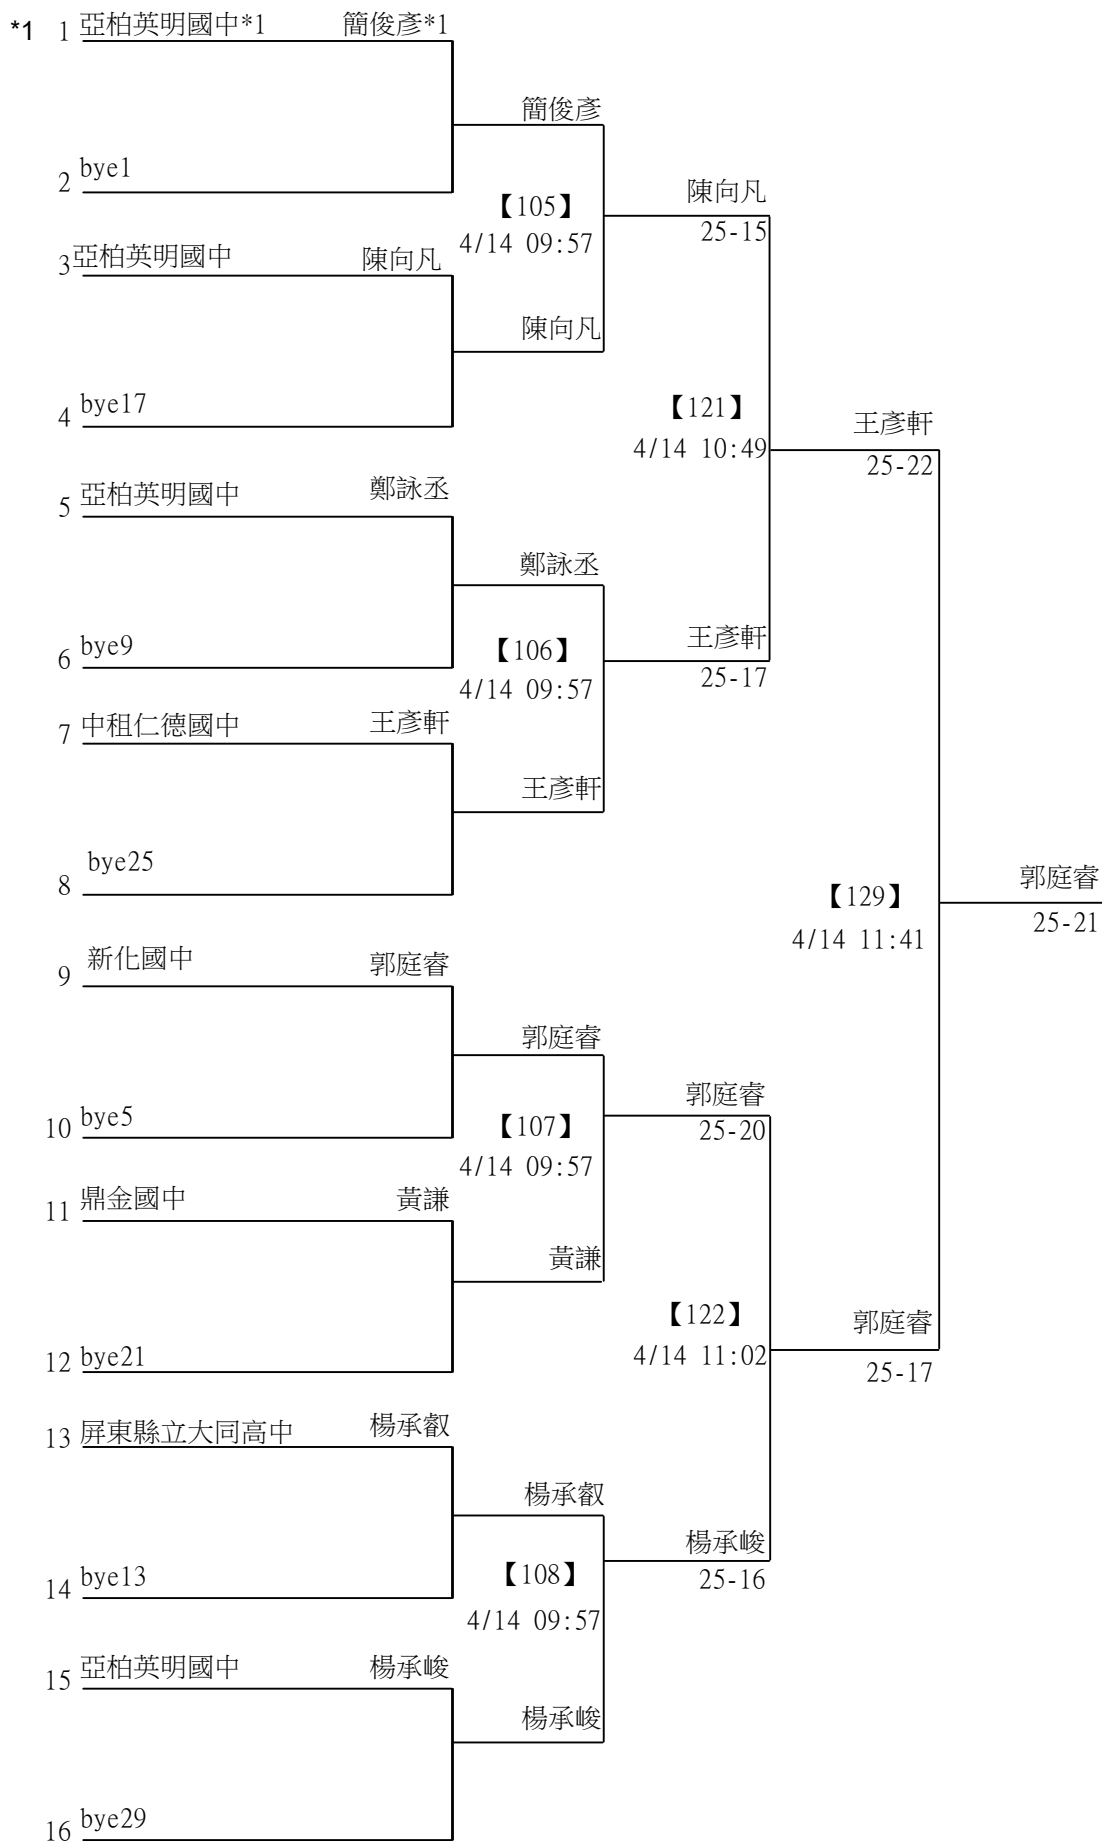 *1 1 亞柏英明國中*1 簡俊彥*1
簡俊彥
2 bye1
【105】
4/14 09:57
陳向凡
25-15
3 亞柏英明國中 陳向凡
陳向凡
4 bye17
【121】
4/14 10:49
王彥軒
25-22
5 亞柏英明國中 鄭詠丞
鄭詠丞
6 bye9
【106】
4/14 09:57
王彥軒
25-17
7 中租仁德國中 王彥軒
王彥軒
8 bye25
【129】
4/14 11:41
郭庭睿
25-21
9 新化國中 郭庭睿
郭庭睿
10 bye5
【107】
4/14 09:57
郭庭睿
25-20
11 鼎金國中 黃謙
黃謙
12 bye21
【122】
4/14 11:02
郭庭睿
25-17
13 屏東縣立大同高中 楊承叡
楊承叡
14 bye13
【108】
4/14 09:57
楊承峻
25-16
15 亞柏英明國中 楊承峻
楊承峻
16 bye29